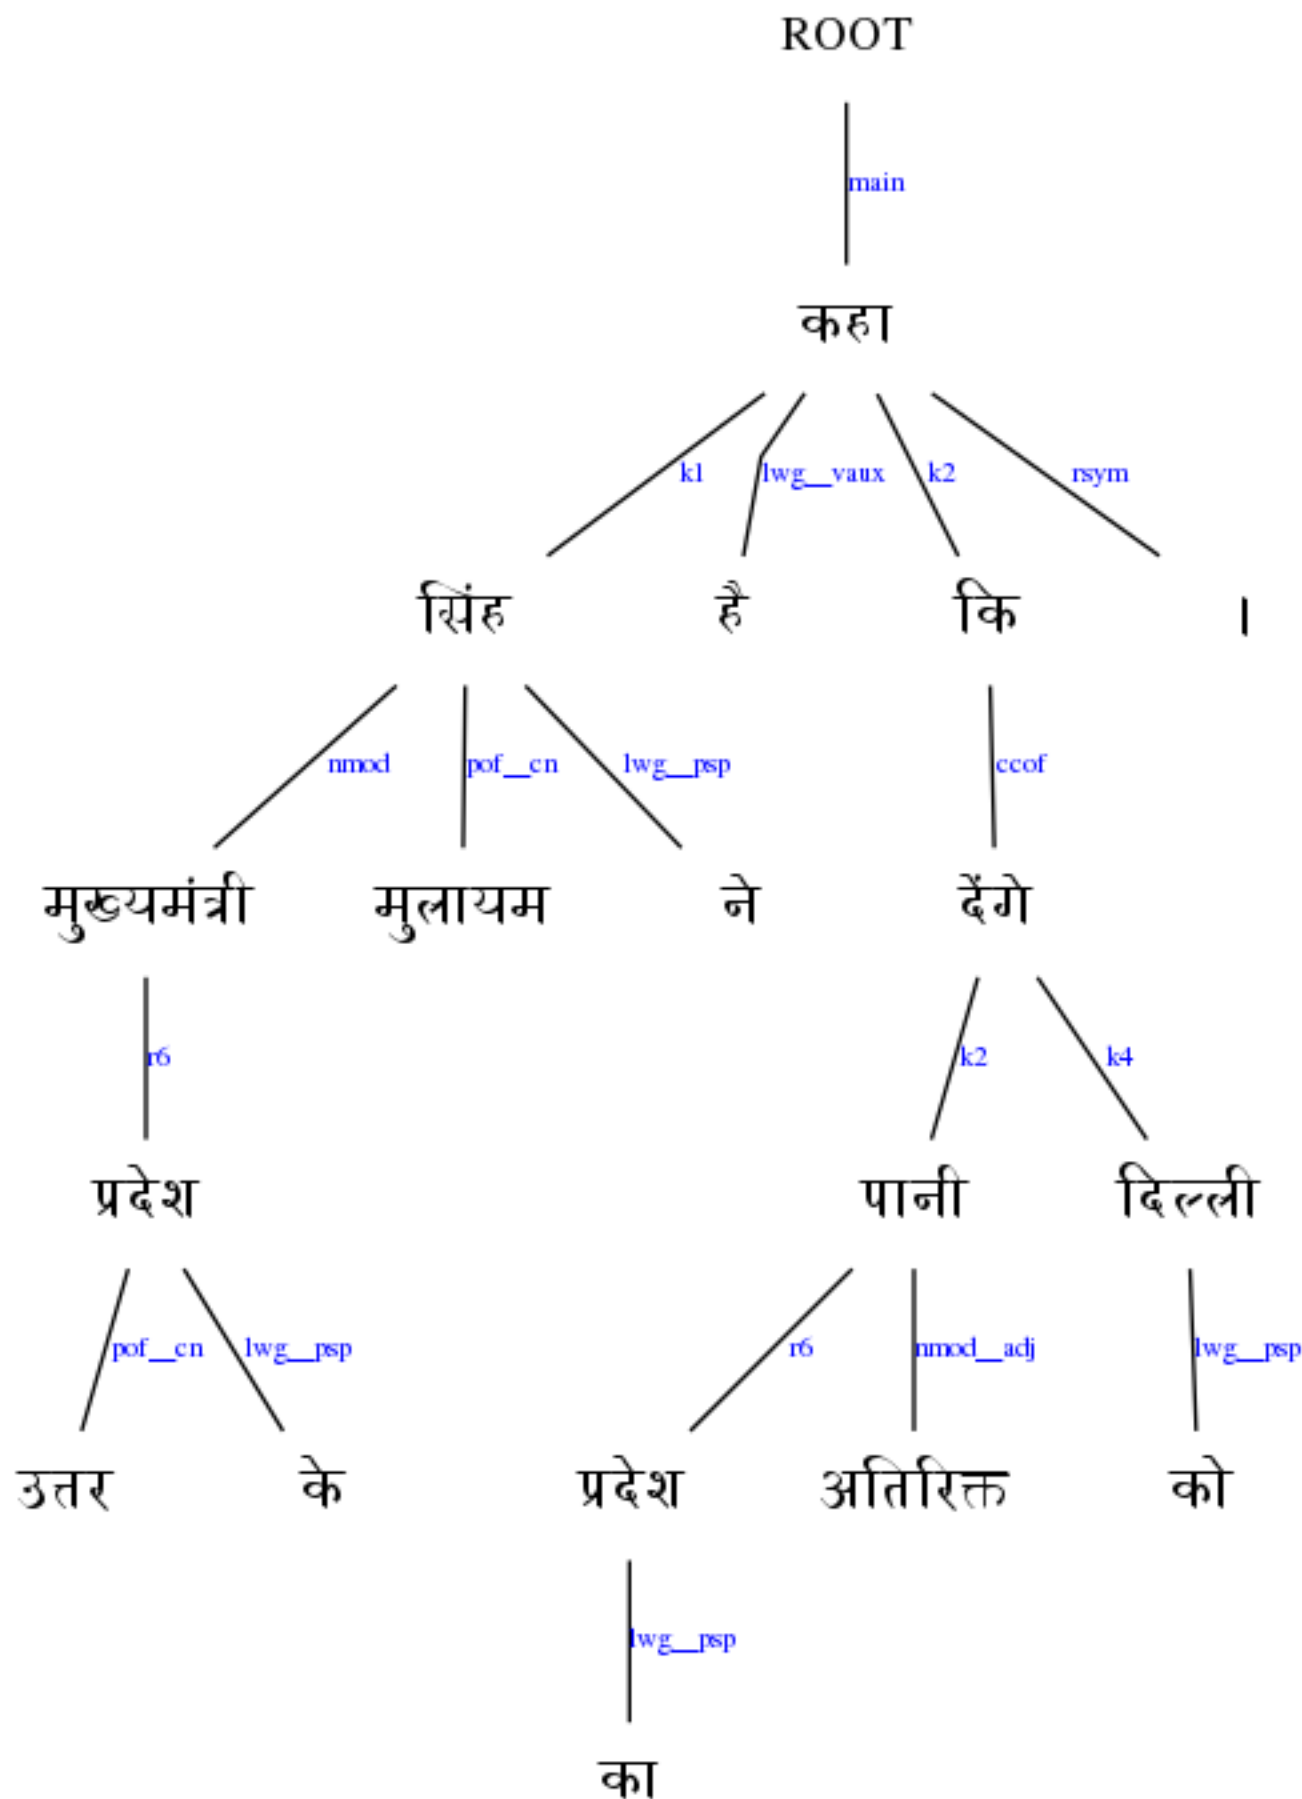 ROOT
main
कहा
k1 lwg__vaux k2 rsym
सिंह है कि ।
nmod pof__cn lwg__psp ccof
मुख्यमंत्री मुलायम ने देंगे
r6 k2 k4
प्रदेश पानी दिल्ली
pof__cn lwg__psp r6 nmod__adj lwg__psp
उत्तर के प्रदेश अतिरिक्त को
lwg__psp
का